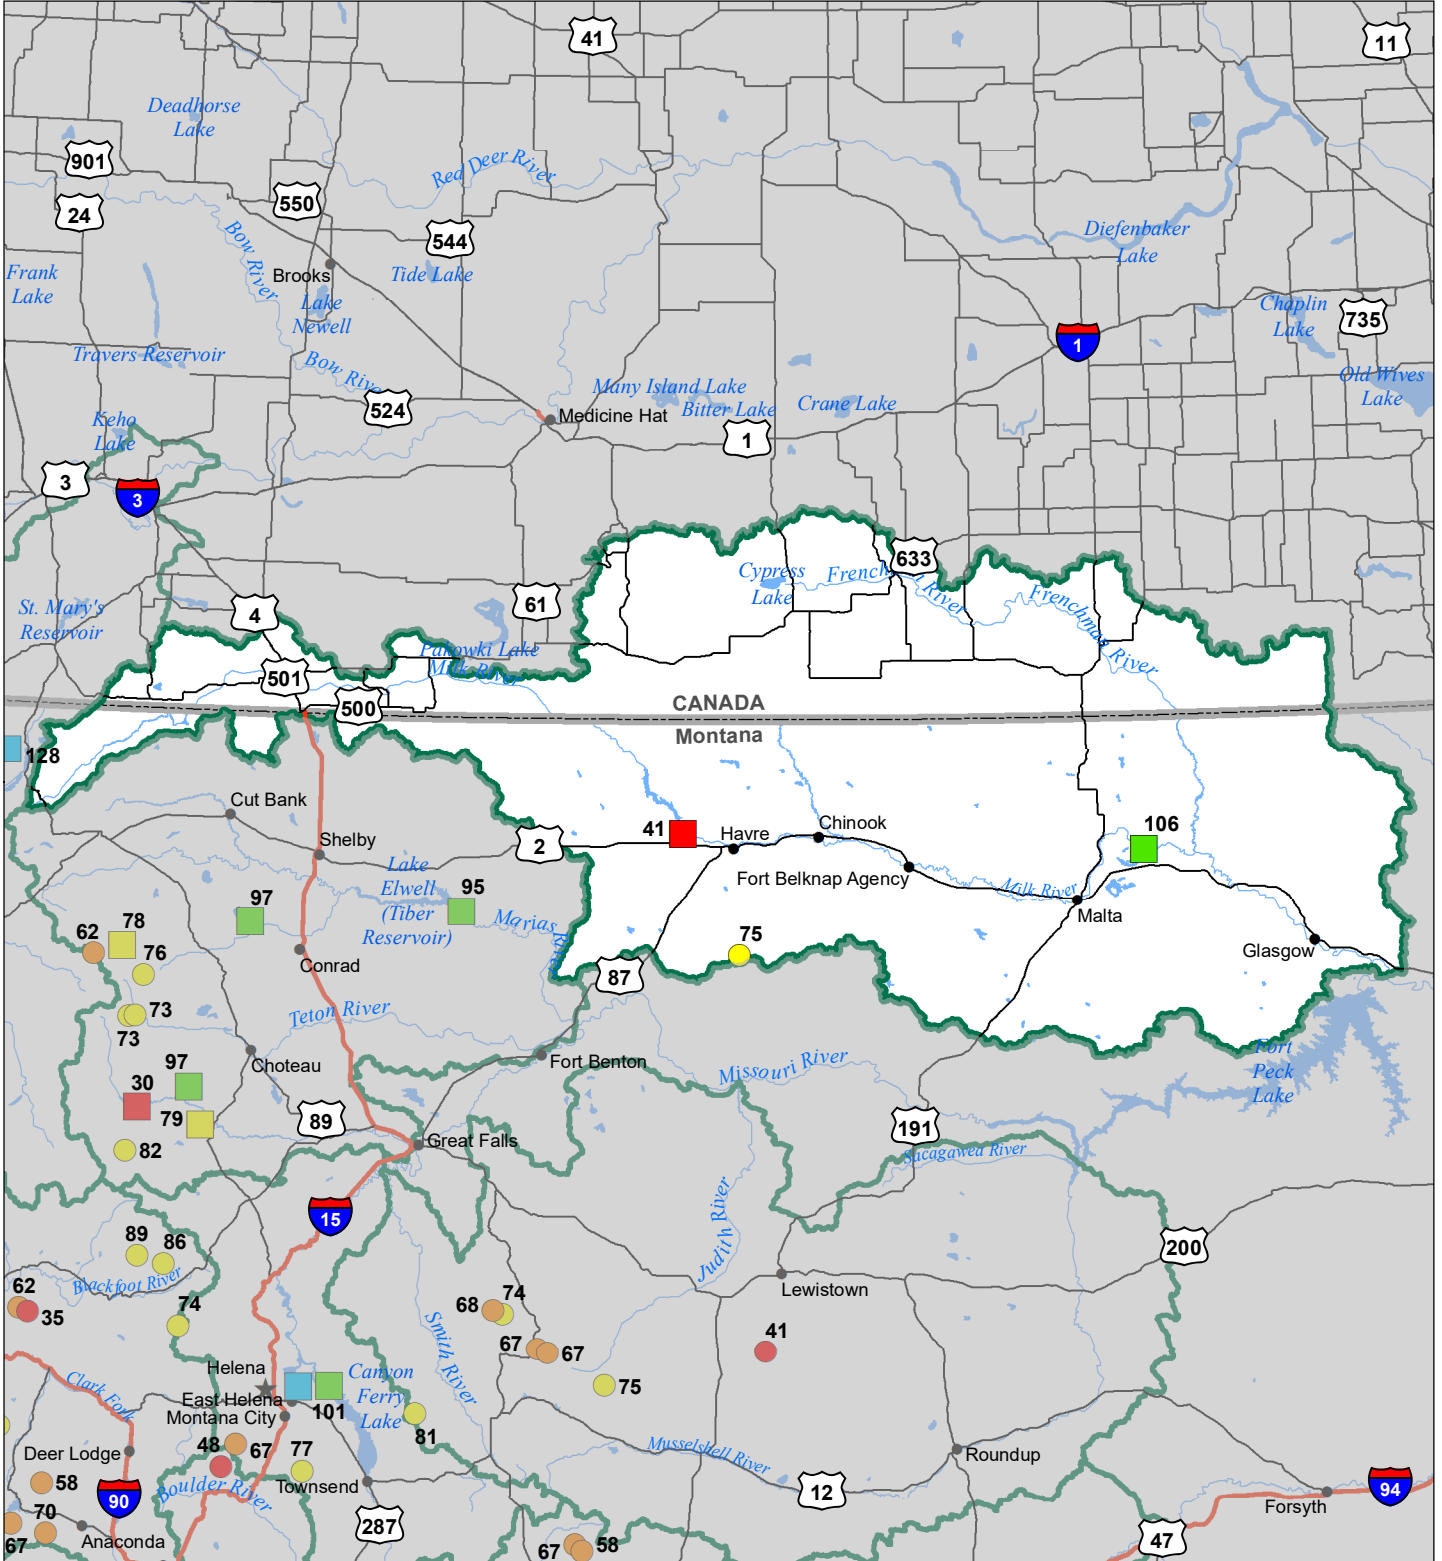 41
11
Deadhorse
Lake
901
Red Deer River
550
24
Bow River
544
Diefenbaker
Lake
Frank
Lake
Brooks
Tide Lake
Lake
Newell
Chaplin
Lake
735
1
Travers Reservoir
Bow Rive
Many Island Lake
Old Wives
Lake
524
Bitter Lake
Crane Lake
Keho
Lake
Medicine Hat
1
3
3
633
Cypress
Lake
French
n River
Frenchman River
St. Mary's
Reservoir
4
61
Pakowki Lake
Milk River
501
500
CANADA
Montana
128
Cut Bank
Shelby
2
41
Havre
Chinook
106
Lake
Elwell
(Tiber
Reservoir)
95
Fort Belknap Agency
Milk River
Malta
97
Marias
River
62
78
76
75
Glasgow
Conrad
87
73
73
Teton River
Choteau
Fort Benton
Missouri River
Fort
Peck
Lake
97
30
79
89
82
Great Falls
191
Sacagawea River
15
Judith River
89
86
200
Blackfoot River
Lewistown
62
35
74
68
74
Smith River
67
67
41
Helena
Canyon
Ferry
Lake
75
Clark Fork
East Helena
101
Montana City
81
Deer Lodge
48
67
77
Musselshell River
Roundup
58
Boulder River
Townsend
12
94
90
Forsyth
70
287
47
67
Anaconda
67
58